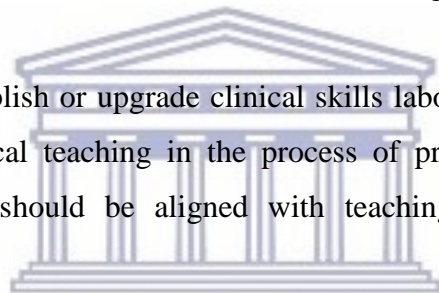 olish or upgrade clinical skills labo
cal teaching in the process of pr
should be aligned with teaching